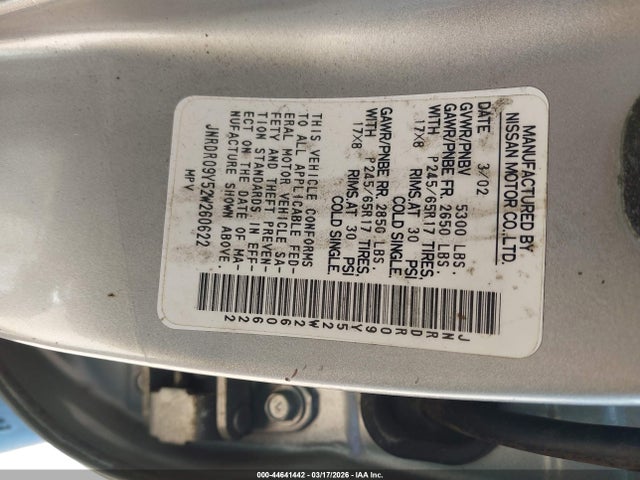 MANUFACTURED BY
NISSAN MOTOR CO.,LTD.
DATE 3/02
GVWR/PNBV 5300 LBS.
GAWR/PNBE FR 2650 LBS.
WITH P245/65R17 TIRES,
17X8 RIMS,AT 30 PSI
COLD SINGLE.
GAWR/PNBE RR 2850 LBS.
WITH P245/65R17 TIRES,
17X8 RIMS,AT 30 PSI
COLD SINGLE.
THIS VEHICLE CONFORMS
TO ALL APPLICABLE FED-
ERAL MOTOR VEHICLE SA-
FETY AND THEFT PREVEN-
TION STANDARDS IN EFF-
ECT ON THE DATE OF MA-
NUFACTURE SHOWN ABOVE.
JNRDR09Y52W260622
MPV
JNRDR09Y52W260622
000-44641442 - 03/17/2026 - IAA Inc.